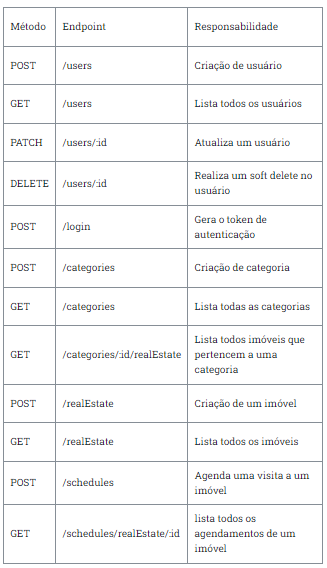 Método Endpoint Responsabilidade
POST /users Criação de usuário
GET /users Lista todos os usuários
PATCH /users/:id Atualiza um usuário
DELETE /users/:id Realiza um soft delete no
usuário
POST /login Gera o token de
autenticação
POST /categories Criação de categoria
GET /categories Lista todas as categorias
GET /categories/:id/realEstate Lista todos imóveis que
pertencem a uma
categoria
POST /realEstate Criação de um imóvel
GET /realEstate Lista todos os imóveis
POST /schedules Agenda uma visita a um
imóvel
GET /schedules/realEstate/:id lista todos os
agendamentos de um
imóvel